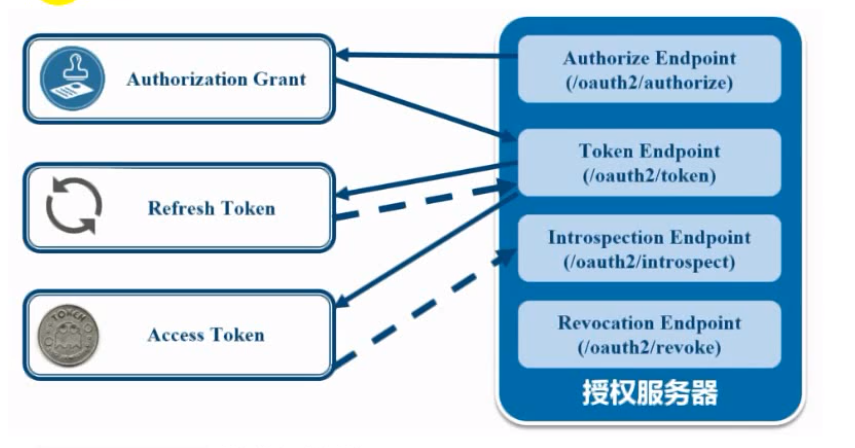 Authorization Grant
Refresh Token
TOKEN
Access Token
Authorize Endpoint
(/oauth2/authorize)
Token Endpoint
(/oauth2/token)
Introspection Endpoint
(/oauth2/introspect)
Revocation Endpoint
(/oauth2/revoke)
授权服务器